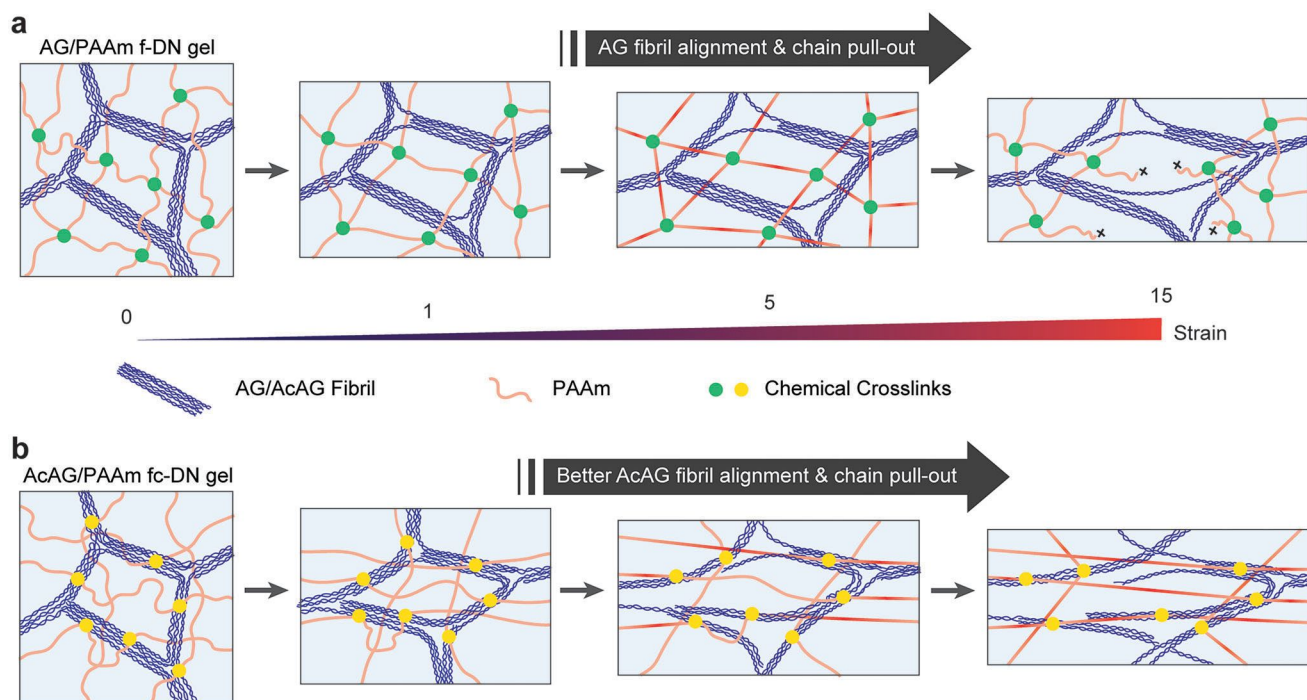 a
AG/PAAm f-DN gel
AG fibril alignment & chain pull-out
0
1
5
15
Strain
AG/AcAG Fibril
PAAm
Chemical Crosslinks
b
AcAG/PAAm fc-DN gel
Better AcAG fibril alignment & chain pull-out